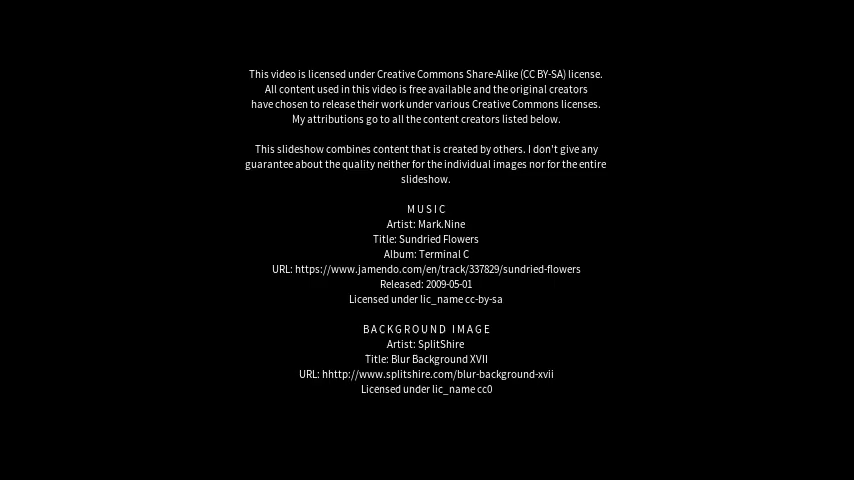 This video is licensed under Creative Commons Share-Alike (CC BY-SA) license.
All content used in this video is free available and the original creators
have chosen to release their work under various Creative Commons licenses.
My attributions go to all the content creators listed below.
This slideshow combines content that is created by others. I don't give any
guarantee about the quality neither for the individual images nor for the entire
slideshow.
MUSIC
Artist: Mark.Nine
Title: Sundried Flowers
Album: Terminal C
URL: https://www.jamendo.com/en/track/337829/sundried-flowers
Released: 2009-05-01
Licensed under lic_name cc-by-sa
BACKGROUND IMAGE
Artist: SplitShire
Title: Blur Background XVII
URL: hhttp://www.splitshire.com/blur-background-xvii
Licensed under lic_name cc0